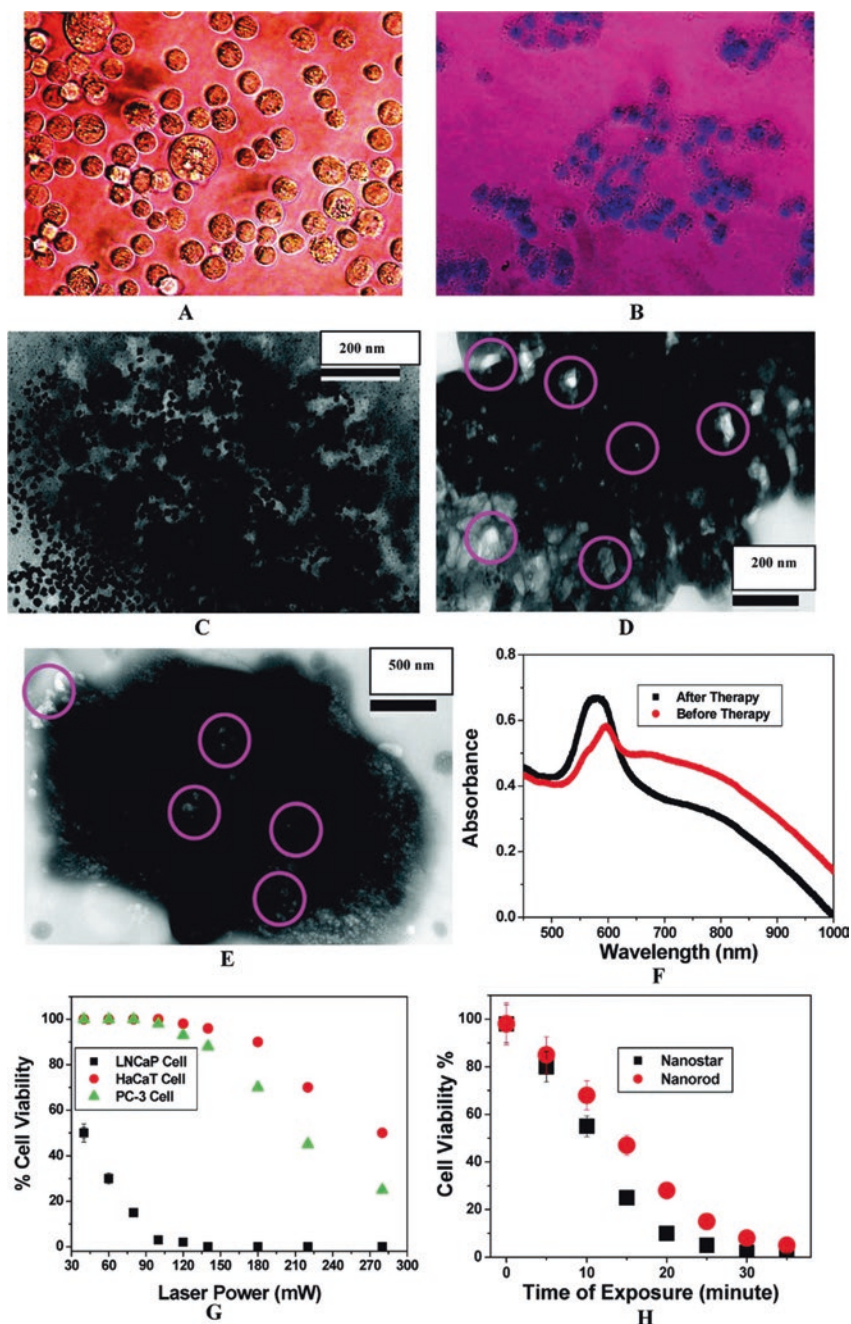 A
B
200 nm
C
200 nm
D
500 nm
E
Absorbance
0.8
0.6
0.4
0.2
0.0
After Therapy
Before Therapy
500 600 700 800 900 1000
Wavelength (nm)
F
% Cell Viability
100
80
60
40
20
0
LNCaP Cell
HaCaT Cell
PC-3 Cell
30 60 90 120 150 180 210 240 270 300
Laser Power (mW)
G
Cell Viability %
100
80
60
40
20
0
Nanostar
Nanorod
0 10 20 30
Time of Exposure (minute)
H